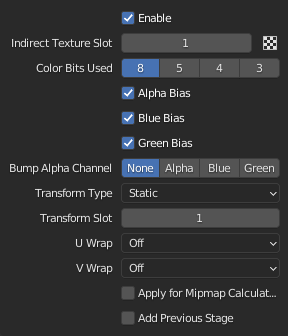 Enable
Indirect Texture Slot 1
Color Bits Used 8 5 4 3
Alpha Bias
Blue Bias
Green Bias
Bump Alpha Channel None Alpha Blue Green
Transform Type Static
Transform Slot 1
U Wrap Off
V Wrap Off
Apply for Mipmap Calculat...
Add Previous Stage